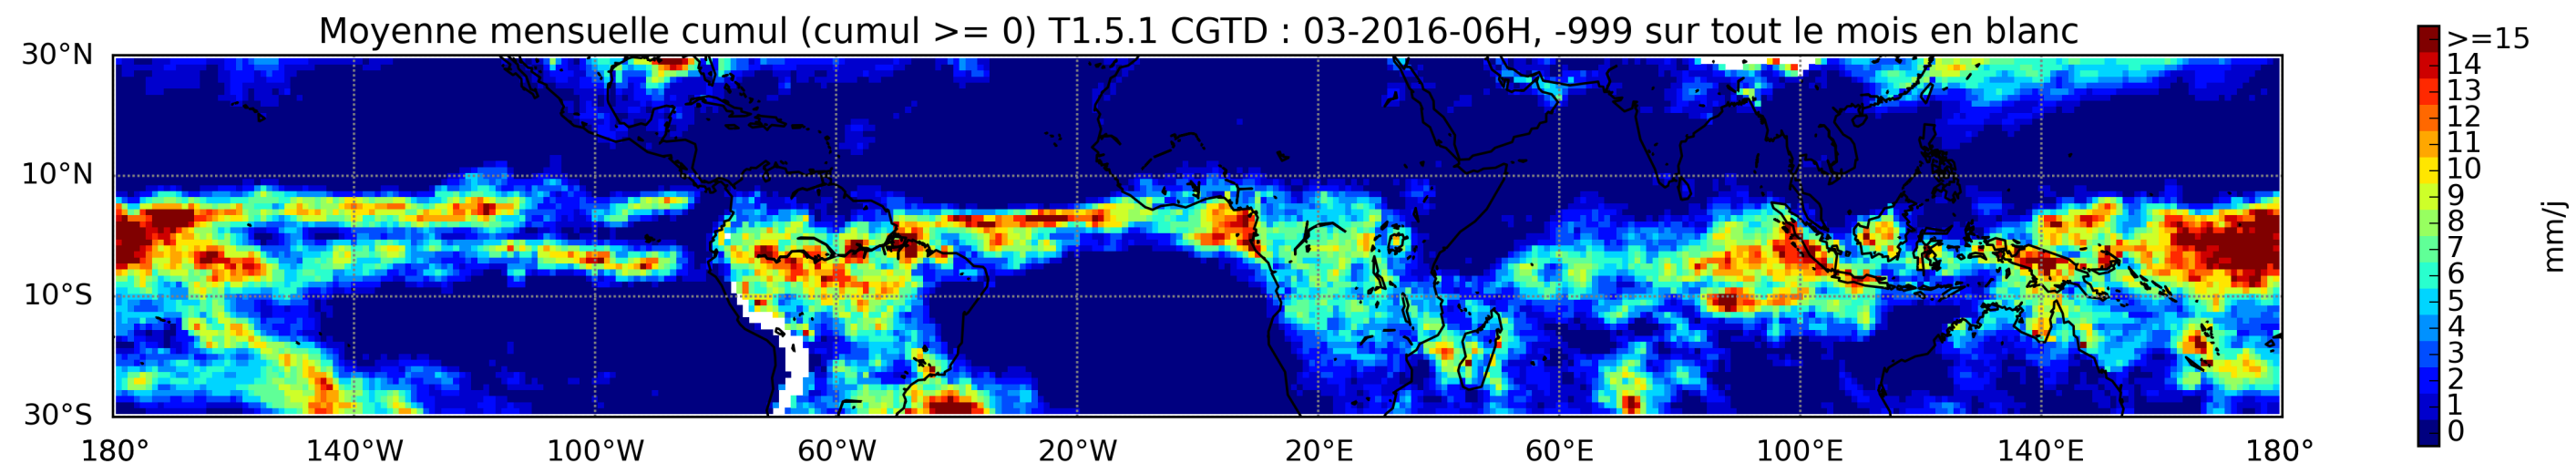 Moyenne mensuelle cumul (cumul >= 0) T1.5.1 CGTD : 03-2016-06H, -999 sur tout le mois en blanc
30°N
10°N
10°S
30°S
180°
140°W
100°W
60°W
20°W
20°E
60°E
100°E
140°E
180°
>=15
14
13
12
11
10
9
8
7
6
5
4
3
2
1
0
mm/j